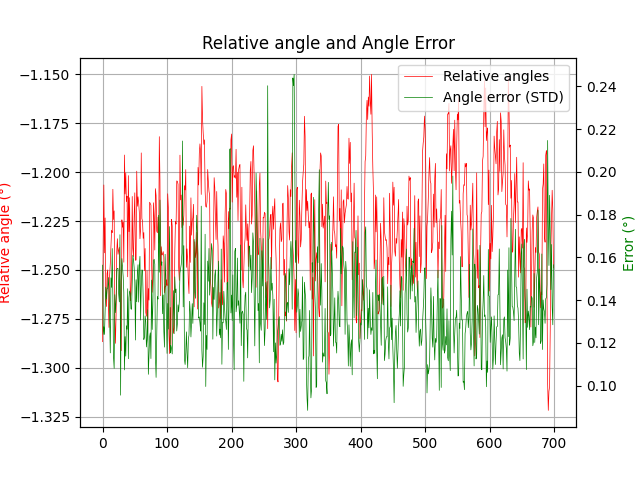 Relative angle and Angle Error
Relative angles
Angle error (STD)
−1.150
−1.175
−1.200
−1.225
−1.250
−1.275
−1.300
−1.325
Relative angle (°)
0.24
0.22
0.20
0.18
0.16
0.14
0.12
0.10
Error (°)
0 100 200 300 400 500 600 700